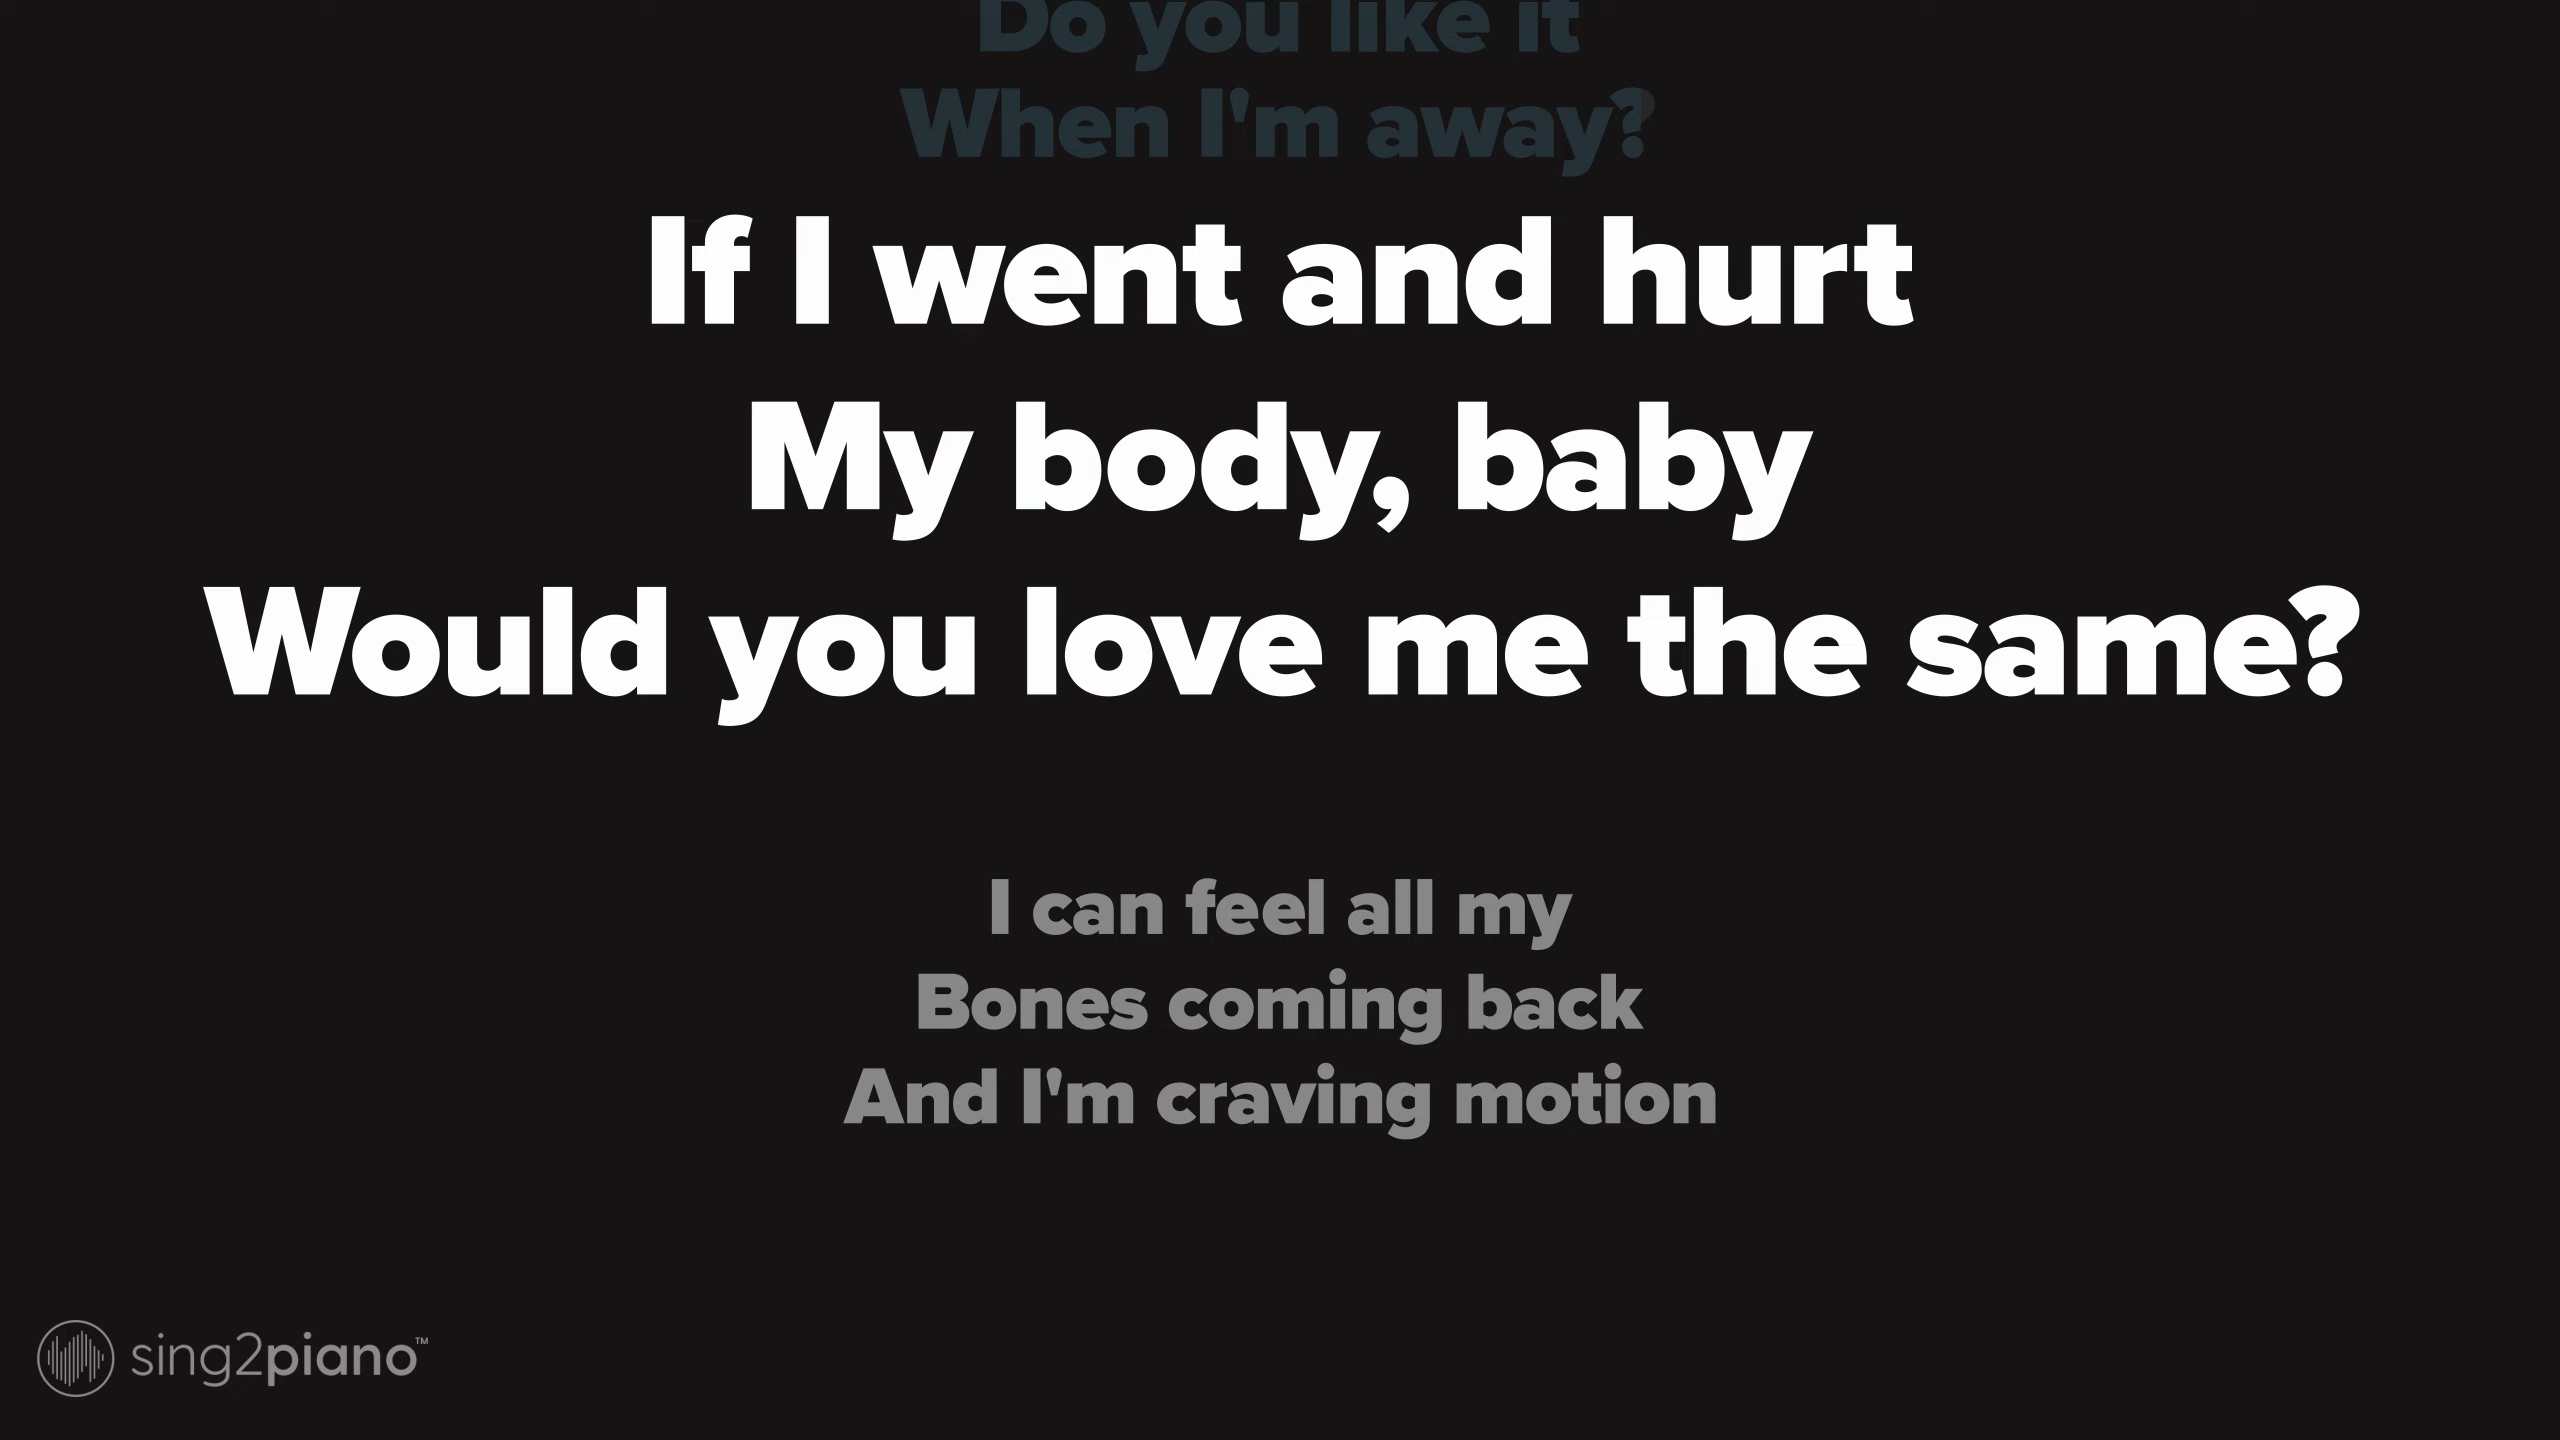 Do you like it
When I'm away?
If I went and hurt
My body, baby
Would you love me the same?
I can feel all my
Bones coming back
And I'm craving motion
sing2piano™